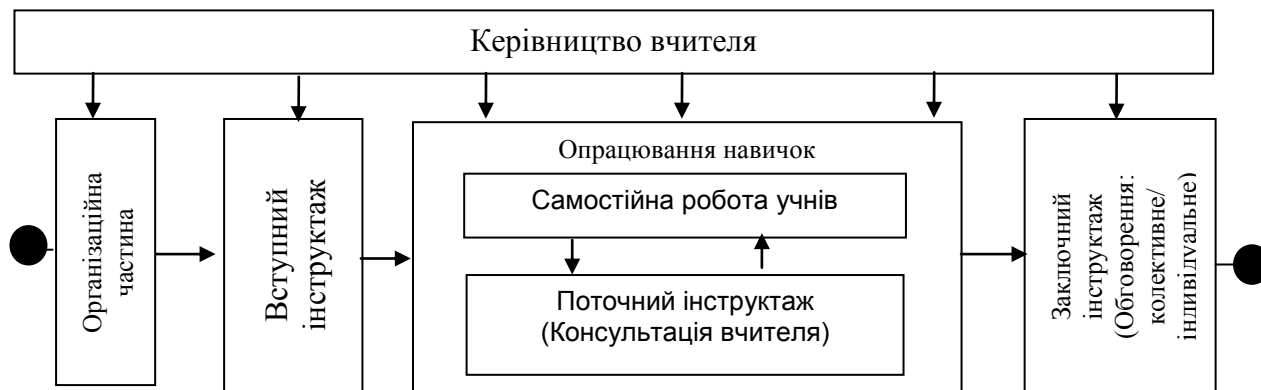 Керівництво вчителя
Організаційна
частина
Вступний
інструктаж
Опрацювання навичок
Самостійна робота учнів
Поточний інструктаж
(Консультація вчителя)
Заключний
інструктаж
(Обговорення:
колективне/
індивідуальне)